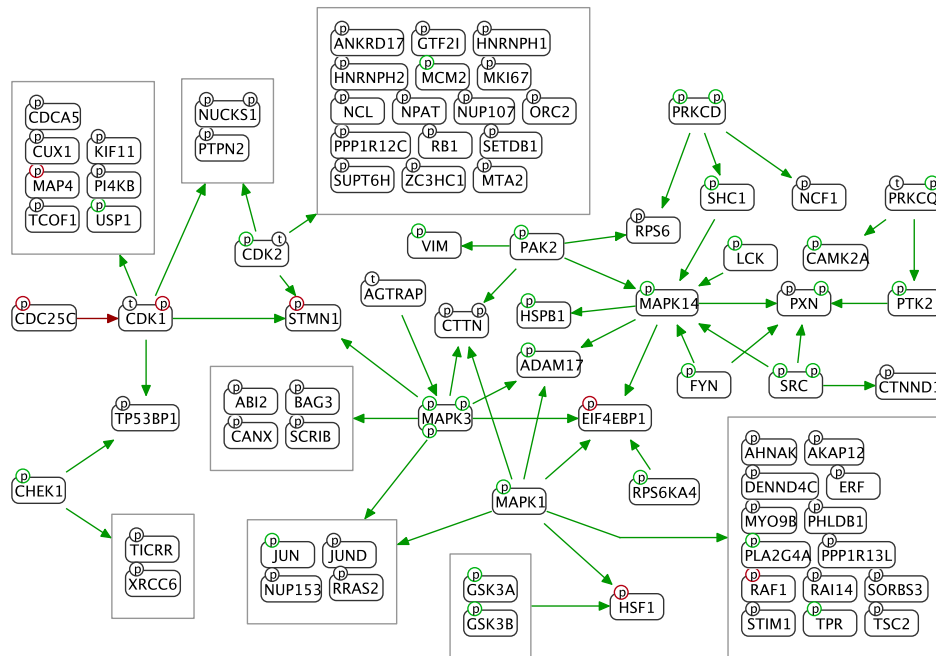 p p p
ANKRD17 GTF2I HNRNPH1
p p p
HNRNPH2 MCM2 MKI67
p p p p
NCL NPAT NUP107 ORC2
p p p
PPP1R12C RB1 SETDB1
p p p
SUPT6H ZC3HC1 MTA2
p
CDCA5
p p
CUX1 KIF11
p p
MAP4 PI4KB
p p
TCOF1 USP1
p p
NUCKS1
p
PTPN2
p p
PRKCD
p
SHC1
p
NCF1
t p
PRKCQ
p t
CDK2
p
VIM
p
PAK2
p
RPS6
p
LCK
p
CAMK2A
p
CDC25C
t p
CDK1
p
STMN1
t
AGTRAP
p p
CTTN
p
HSPB1
p
MAPK14
p p
PXN
p
PTK2
p
ADAM17
p
FYN
p p
SRC
p
CTNND1
p
TP53BP1
p p
ABI2 BAG3
p p
CANX SCRIB
p p
MAPK3
p
p
EIF4EBP1
p
CHEK1
p
MAPK1
p
RPS6KA4
p
TICRR
p
XRCC6
p p
JUN JUND
p p
NUP153 RRAS2
p
GSK3A
p
GSK3B
p
HSF1
p p
AHNAK AKAP12
p p
DENND4C ERF
p p
MYO9B PHLDB1
p p
PLA2G4A PPP1R13L
p p p
RAF1 RAI14 SORBS3
p p p
STIM1 TPR TSC2